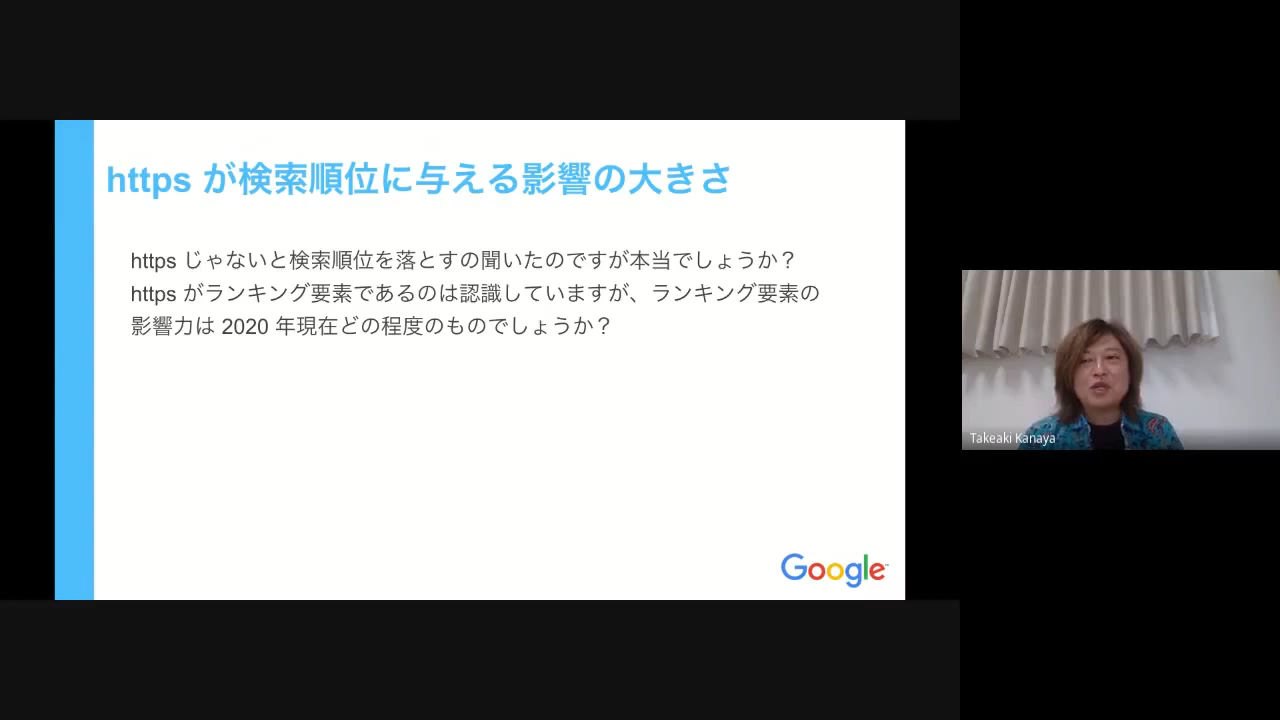 https が検索順位に与える影響の大きさ
https じゃないと検索順位を落とすの聞いたのですが本当でしょうか？
https がランキング要素であるのは認識していますが、ランキング要素の
影響力は 2020 年現在どの程度のものでしょうか？
Google
Takeaki Kanaya